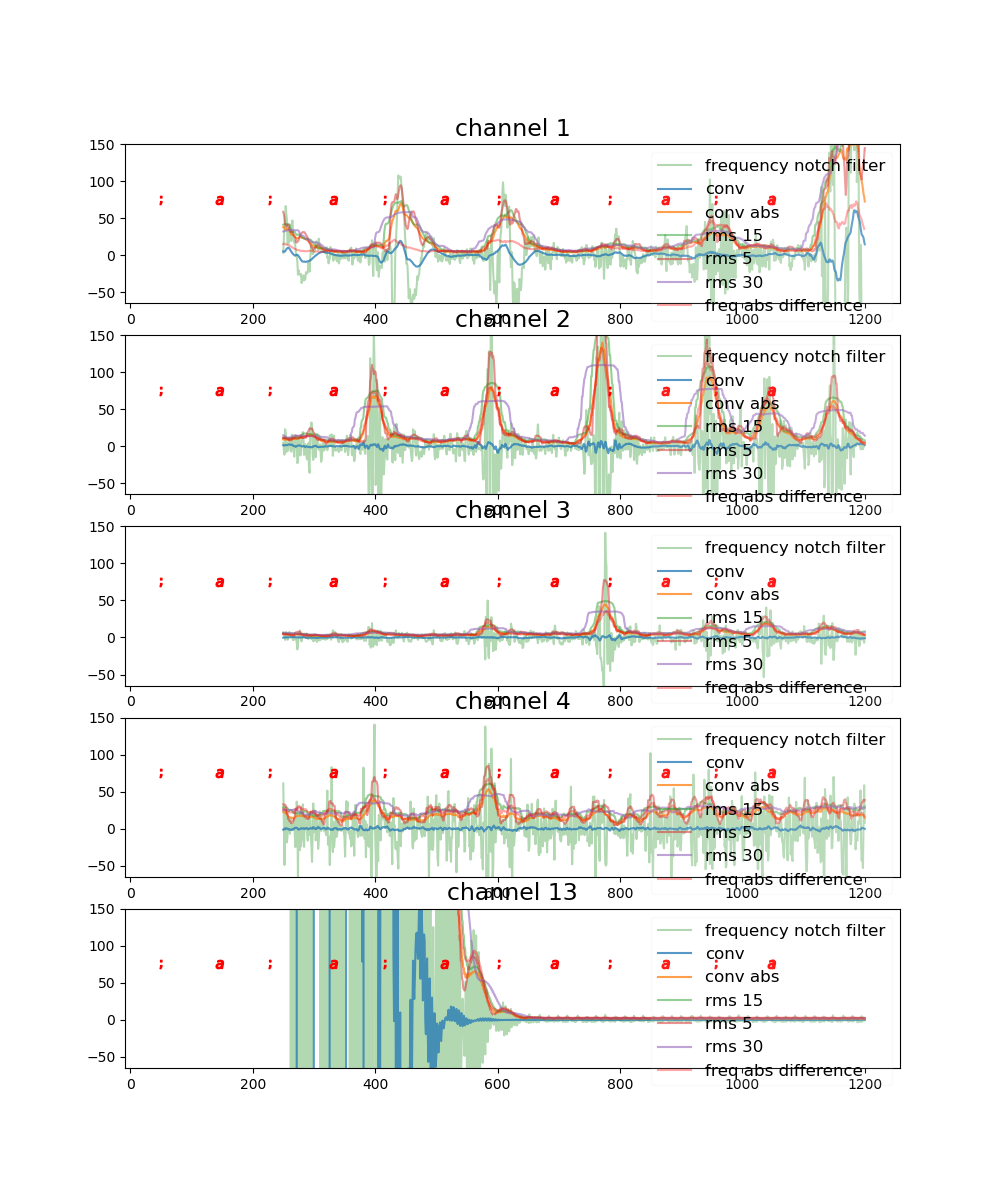 channel 1
150
100
50
0
−50
; a ; a ; a ; a ; a ; a
frequency notch filter
conv
conv abs
rms 15
rms 5
rms 30
freq abs difference
0 200 400 600 800 1000 1200
channel 2
150
100
50
0
−50
; a ; a ; a ; a ; a ; a
frequency notch filter
conv
conv abs
rms 15
rms 5
rms 30
freq abs difference
0 200 400 600 800 1000 1200
channel 3
150
100
50
0
−50
; a ; a ; a ; a ; a ; a
frequency notch filter
conv
conv abs
rms 15
rms 5
rms 30
freq abs difference
0 200 400 600 800 1000 1200
channel 4
150
100
50
0
−50
; a ; a ; a ; a ; a ; a
frequency notch filter
conv
conv abs
rms 15
rms 5
rms 30
freq abs difference
0 200 400 600 800 1000 1200
channel 13
150
100
50
0
−50
; a ; a ; a ; a ; a ; a
frequency notch filter
conv
conv abs
rms 15
rms 5
rms 30
freq abs difference
0 200 400 600 800 1000 1200